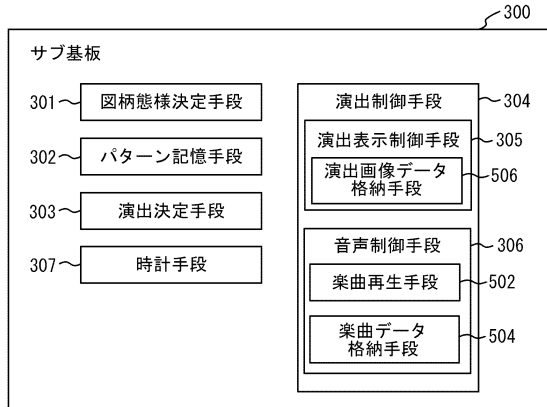 300
サブ基板
301
図柄態様決定手段
302
パターン記憶手段
303
演出決定手段
307
時計手段
演出制御手段
304
演出表示制御手段
305
演出画像データ
格納手段
506
音声制御手段
306
楽曲再生手段
502
楽曲データ
格納手段
504